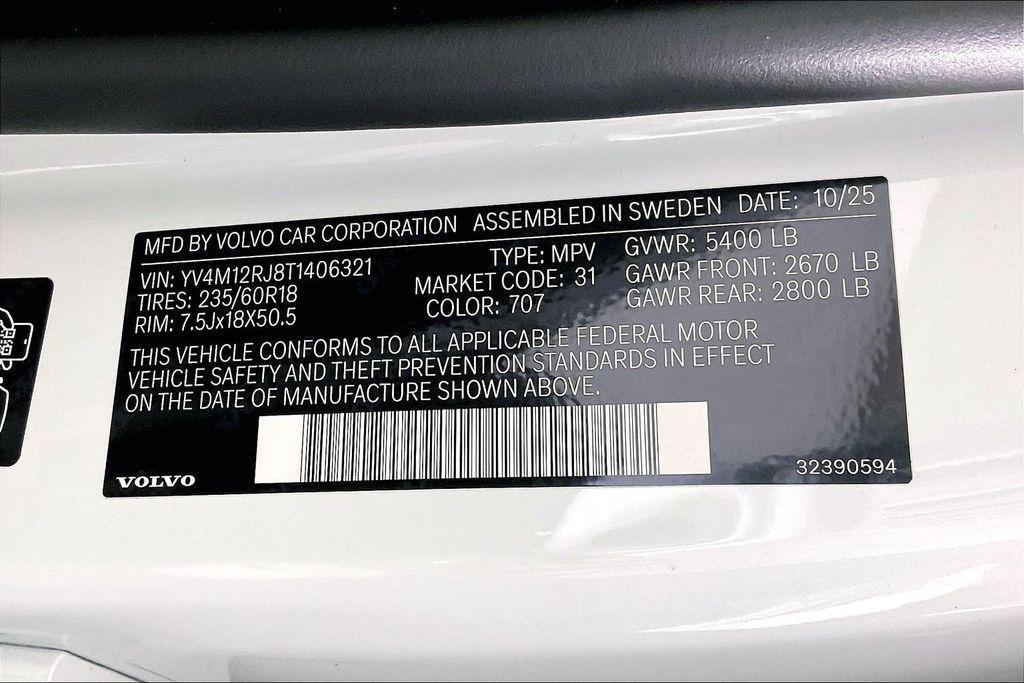 MFD BY VOLVO CAR CORPORATION ASSEMBLED IN SWEDEN DATE: 10/25
VIN: YV4M12RJ8T1406321 TYPE: MPV GVWR: 5400 LB
TIRES: 235/60R18 MARKET CODE: 31 GAWR FRONT: 2670 LB
RIM: 7.5Jx18X50.5 COLOR: 707 GAWR REAR: 2800 LB
THIS VEHICLE CONFORMS TO ALL APPLICABLE FEDERAL MOTOR
VEHICLE SAFETY AND THEFT PREVENTION STANDARDS IN EFFECT
ON THE DATE OF MANUFACTURE SHOWN ABOVE.
VOLVO 32390594